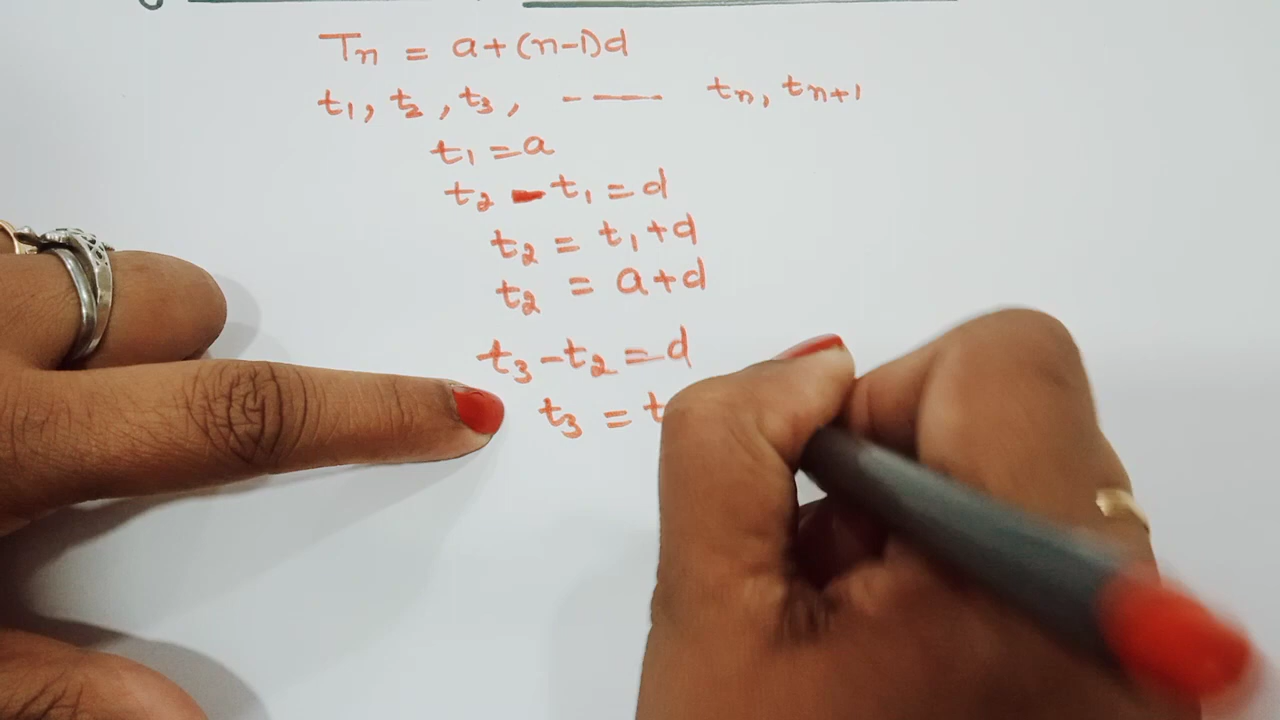 Tn = a+(n-1)d
t1, t2, t3, ----- tn, tn+1
t1 = a
t2 - t1 = d
t2 = t1+d
t2 = a+d
t3-t2 = d
t3 = t